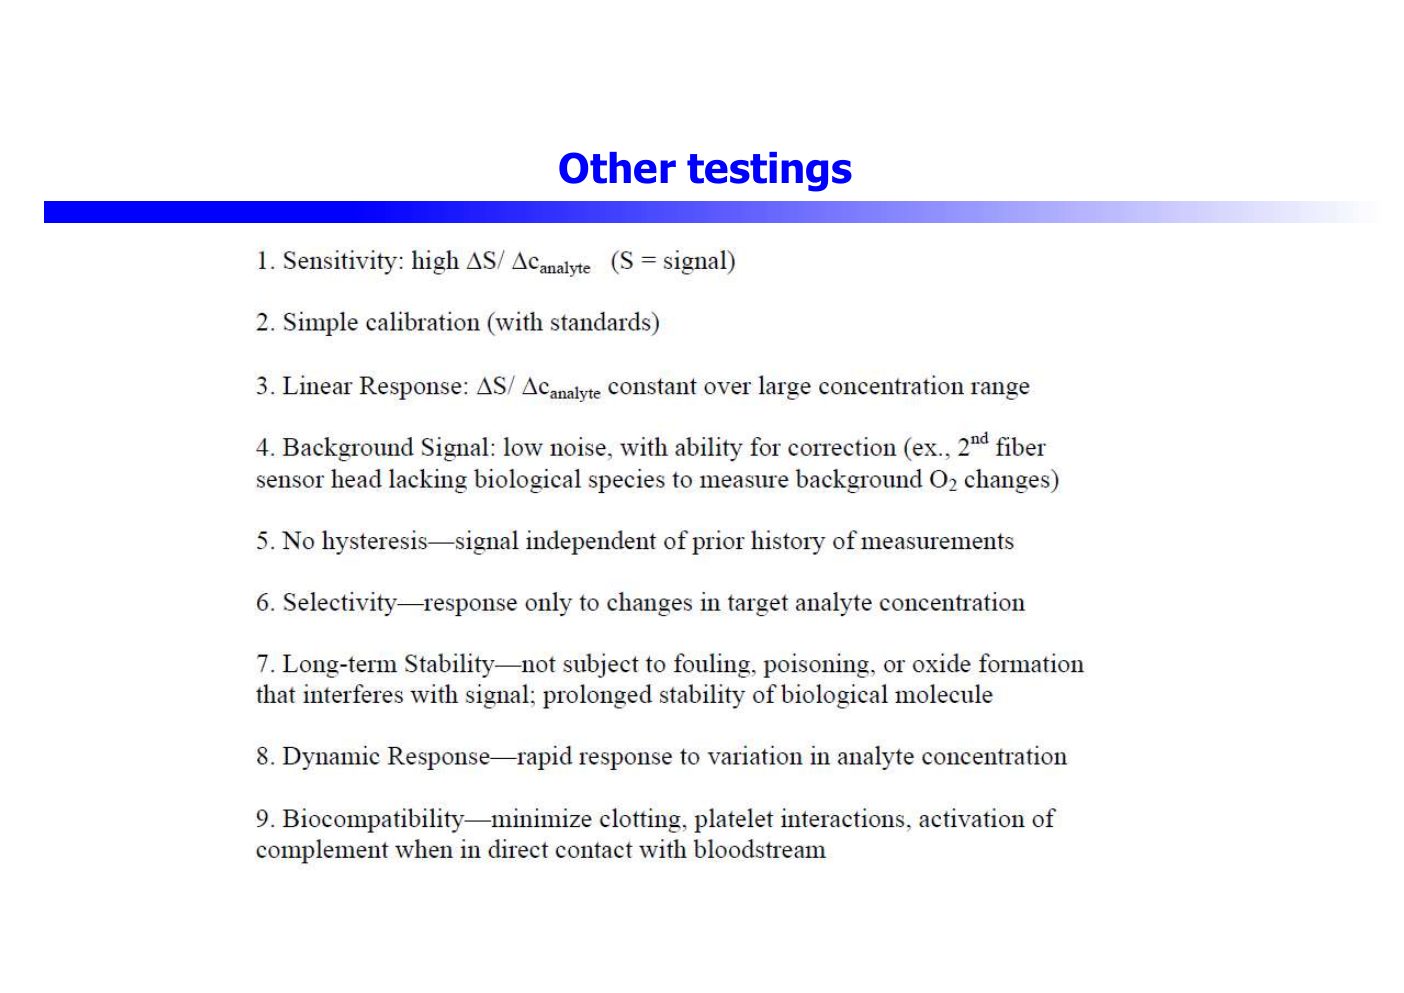 Other testings
1. Sensitivity: high ΔS/ Δcanalyte (S = signal)
2. Simple calibration (with standards)
3. Linear Response: ΔS/ Δcanalyte constant over large concentration range
4. Background Signal: low noise, with ability for correction (ex., 2nd fiber
sensor head lacking biological species to measure background O2 changes)
5. No hysteresis—signal independent of prior history of measurements
6. Selectivity—response only to changes in target analyte concentration
7. Long-term Stability—not subject to fouling, poisoning, or oxide formation
that interferes with signal; prolonged stability of biological molecule
8. Dynamic Response—rapid response to variation in analyte concentration
9. Biocompatibility—minimize clotting, platelet interactions, activation of
complement when in direct contact with bloodstream